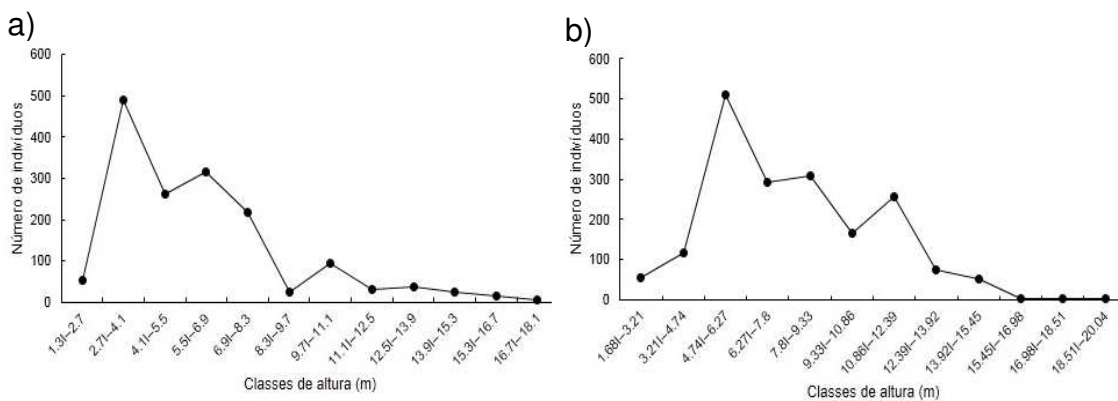 a)
600
500
400
300
200
100
0
Número de indivíduos
1.3I–2.7
2.7I–4.1
4.1I–5.5
5.5I–6.9
6.9I–8.3
8.3I–9.7
9.7I–11.1
11.1I–12.5
12.5I–13.9
13.9I–15.3
15.3I–16.7
16.7I–18.1
Classes de altura (m)
b)
600
500
400
300
200
100
0
Número de indivíduos
1.68I–3.21
3.21I–4.74
4.74I–6.27
6.27I–7.8
7.8I–9.33
9.33I–10.86
10.86I–12.39
12.39I–13.92
13.92I–15.45
15.45I–16.98
16.98I–18.51
18.51I–20.04
Classes de altura (m)